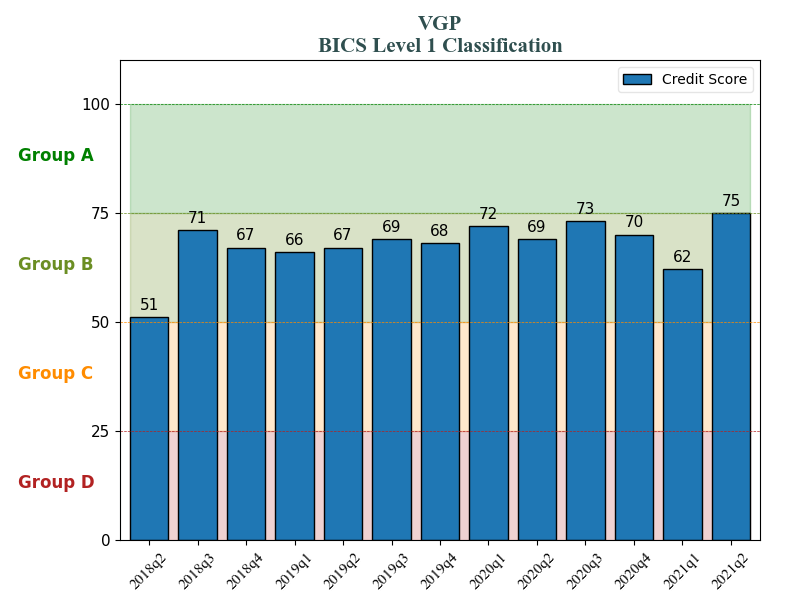 VGP
BICS Level 1 Classification
Credit Score
100
Group A
75
Group B
50
Group C
25
Group D
0
51
71
67
66
67
69
68
72
69
73
70
62
75
2018q2
2018q3
2018q4
2019q1
2019q2
2019q3
2019q4
2020q1
2020q2
2020q3
2020q4
2021q1
2021q2